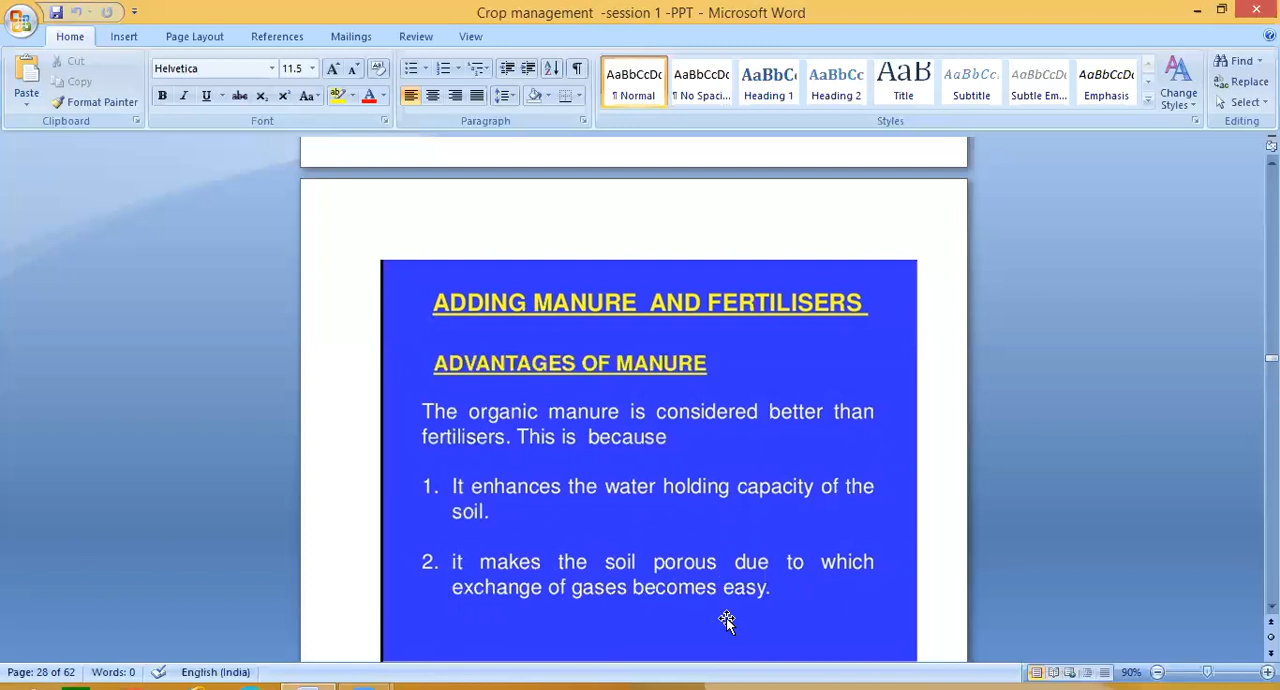 Crop management -session 1 -PPT - Microsoft Word
Home Insert Page Layout References Mailings Review View
Paste
Cut
Copy
Format Painter
Clipboard
Helvetica 11.5
Font
Paragraph
AaBbCcDc AaBbCcDc AaBbC AaBbCc AaB AaBbCc. AaBbCcDc AaBbCcDc
¶ Normal ¶ No Spaci... Heading 1 Heading 2 Title Subtitle Subtle Em... Emphasis
Change
Styles
Styles
Find
Replace
Select
Editing
ADDING MANURE AND FERTILISERS
ADVANTAGES OF MANURE
The organic manure is considered better than
fertilisers. This is because
1. It enhances the water holding capacity of the
soil.
2. it makes the soil porous due to which
exchange of gases becomes easy.
Page: 28 of 62 Words: 0 English (India) 90%